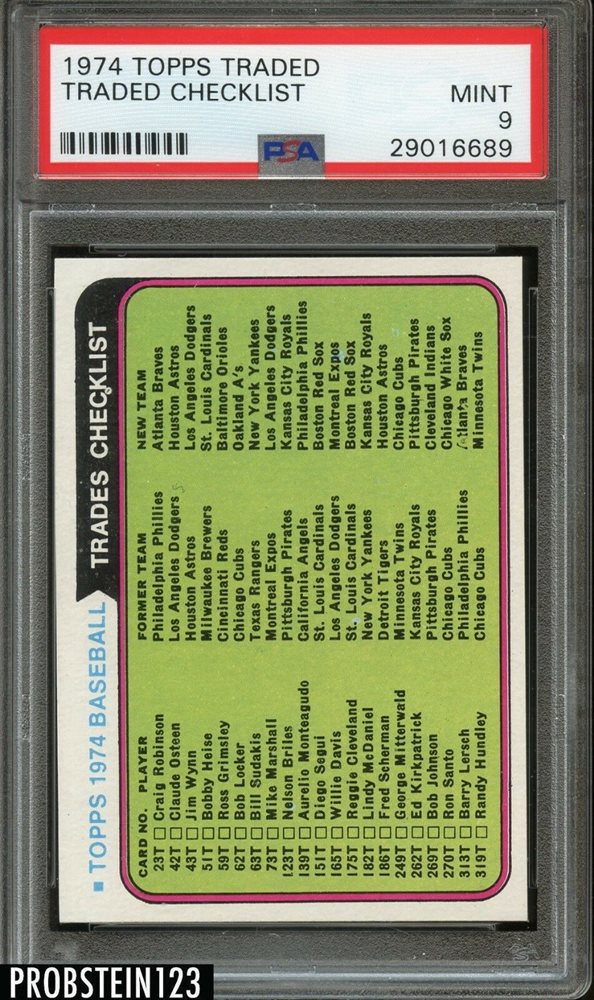 1974 TOPPS TRADED
TRADED CHECKLIST MINT
9
PSA 29016689
TOPPS 1974 BASEBALL TRADES CHECKLIST
CARD NO. PLAYER FORMER TEAM NEW TEAM
23T Craig Robinson Philadelphia Phillies Atlanta Braves
42T Claude Osteen Los Angeles Dodgers Houston Astros
43T Jim Wynn Houston Astros Los Angeles Dodgers
51T Bobby Heise Milwaukee Brewers St. Louis Cardinals
59T Ross Grimsley Cincinnati Reds Baltimore Orioles
62T Bob Locker Chicago Cubs Oakland A's
63T Bill Sudakis Texas Rangers New York Yankees
73T Mike Marshall Montreal Expos Los Angeles Dodgers
123T Nelson Briles Pittsburgh Pirates Kansas City Royals
139T Aurelio Monteagudo California Angels Philadelphia Phillies
151T Diego Segui St. Louis Cardinals Boston Red Sox
165T Willie Davis Los Angeles Dodgers Montreal Expos
175T Reggie Cleveland St. Louis Cardinals Boston Red Sox
182T Lindy McDaniel New York Yankees Kansas City Royals
186T Fred Scherman Detroit Tigers Houston Astros
249T George Mitterwald Minnesota Twins Chicago Cubs
262T Ed Kirkpatrick Kansas City Royals Pittsburgh Pirates
269T Bob Johnson Pittsburgh Pirates Cleveland Indians
270T Ron Santo Chicago Cubs Chicago White Sox
313T Barry Lersch Philadelphia Phillies Atlanta Braves
319T Randy Hundley Chicago Cubs Minnesota Twins
PROBSTEIN123